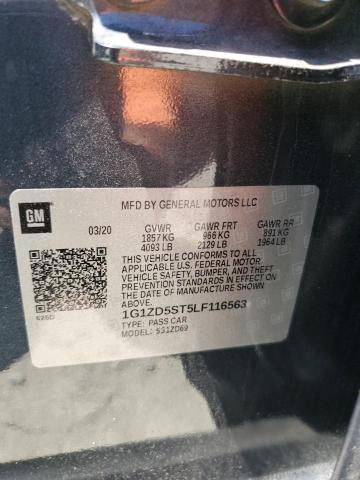 GM
MFD BY GENERAL MOTORS LLC
03/20 GVWR GAWR FRT GAWR RR
1857 KG 966 KG 891 KG
4093 LB 2129 LB 1964 LB
THIS VEHICLE CONFORMS TO ALL
APPLICABLE U.S. FEDERAL MOTOR
VEHICLE SAFETY, BUMPER, AND THEFT
PREVENTION STANDARDS IN EFFECT ON
THE DATE OF MANUFACTURE SHOWN ABOVE.
1G1ZD5ST5LF116563
TYPE: PASS CAR
MODEL: 5S1ZD69